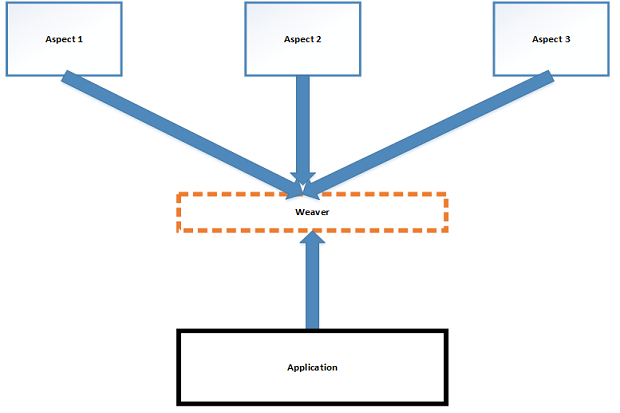 Aspect 1
Aspect 2
Aspect 3
Weaver
Application